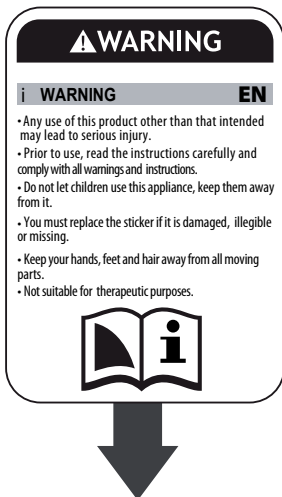 WARNING
i WARNING EN
• Any use of this product other than that intended
may lead to serious injury.
• Prior to use, read the instructions carefully and
comply with all warnings and instructions.
• Do not let children use this appliance, keep them away
from it.
• You must replace the sticker if it is damaged, illegible
or missing.
• Keep your hands, feet and hair away from all moving
parts.
• Not suitable for therapeutic purposes.
i